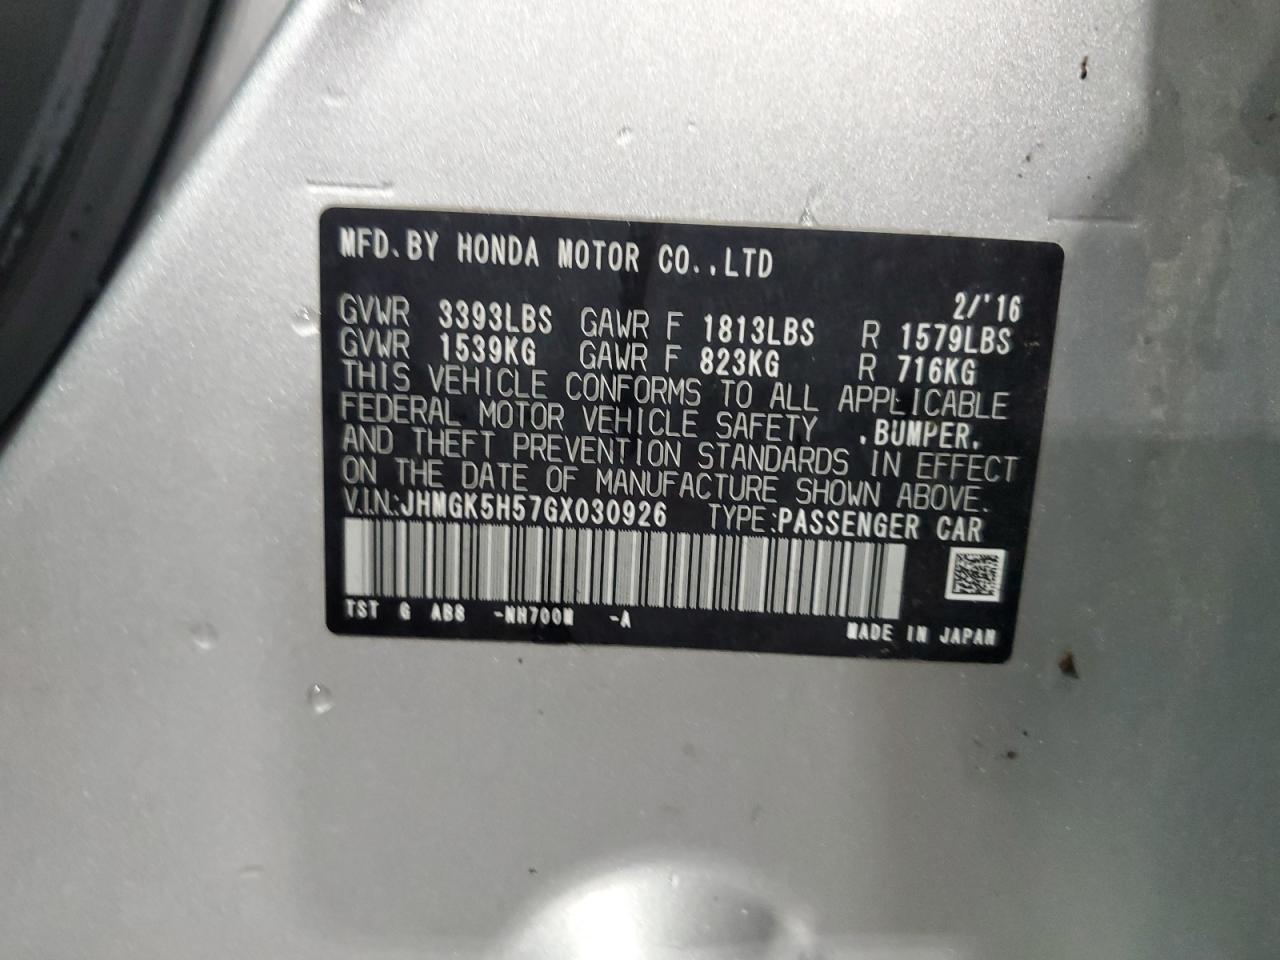 MFD.BY HONDA MOTOR CO.,LTD
2/'16
GVWR 3393LBS GAWR F 1813LBS R 1579LBS
GVWR 1539KG GAWR F 823KG R 716KG
THIS VEHICLE CONFORMS TO ALL APPLICABLE
FEDERAL MOTOR VEHICLE SAFETY ,BUMPER,
AND THEFT PREVENTION STANDARDS IN EFFECT
ON THE DATE OF MANUFACTURE SHOWN ABOVE.
V.I.N.:JHMGK5H57GX030926 TYPE:PASSENGER CAR
TST G ABS -NH700M -A
MADE IN JAPAN